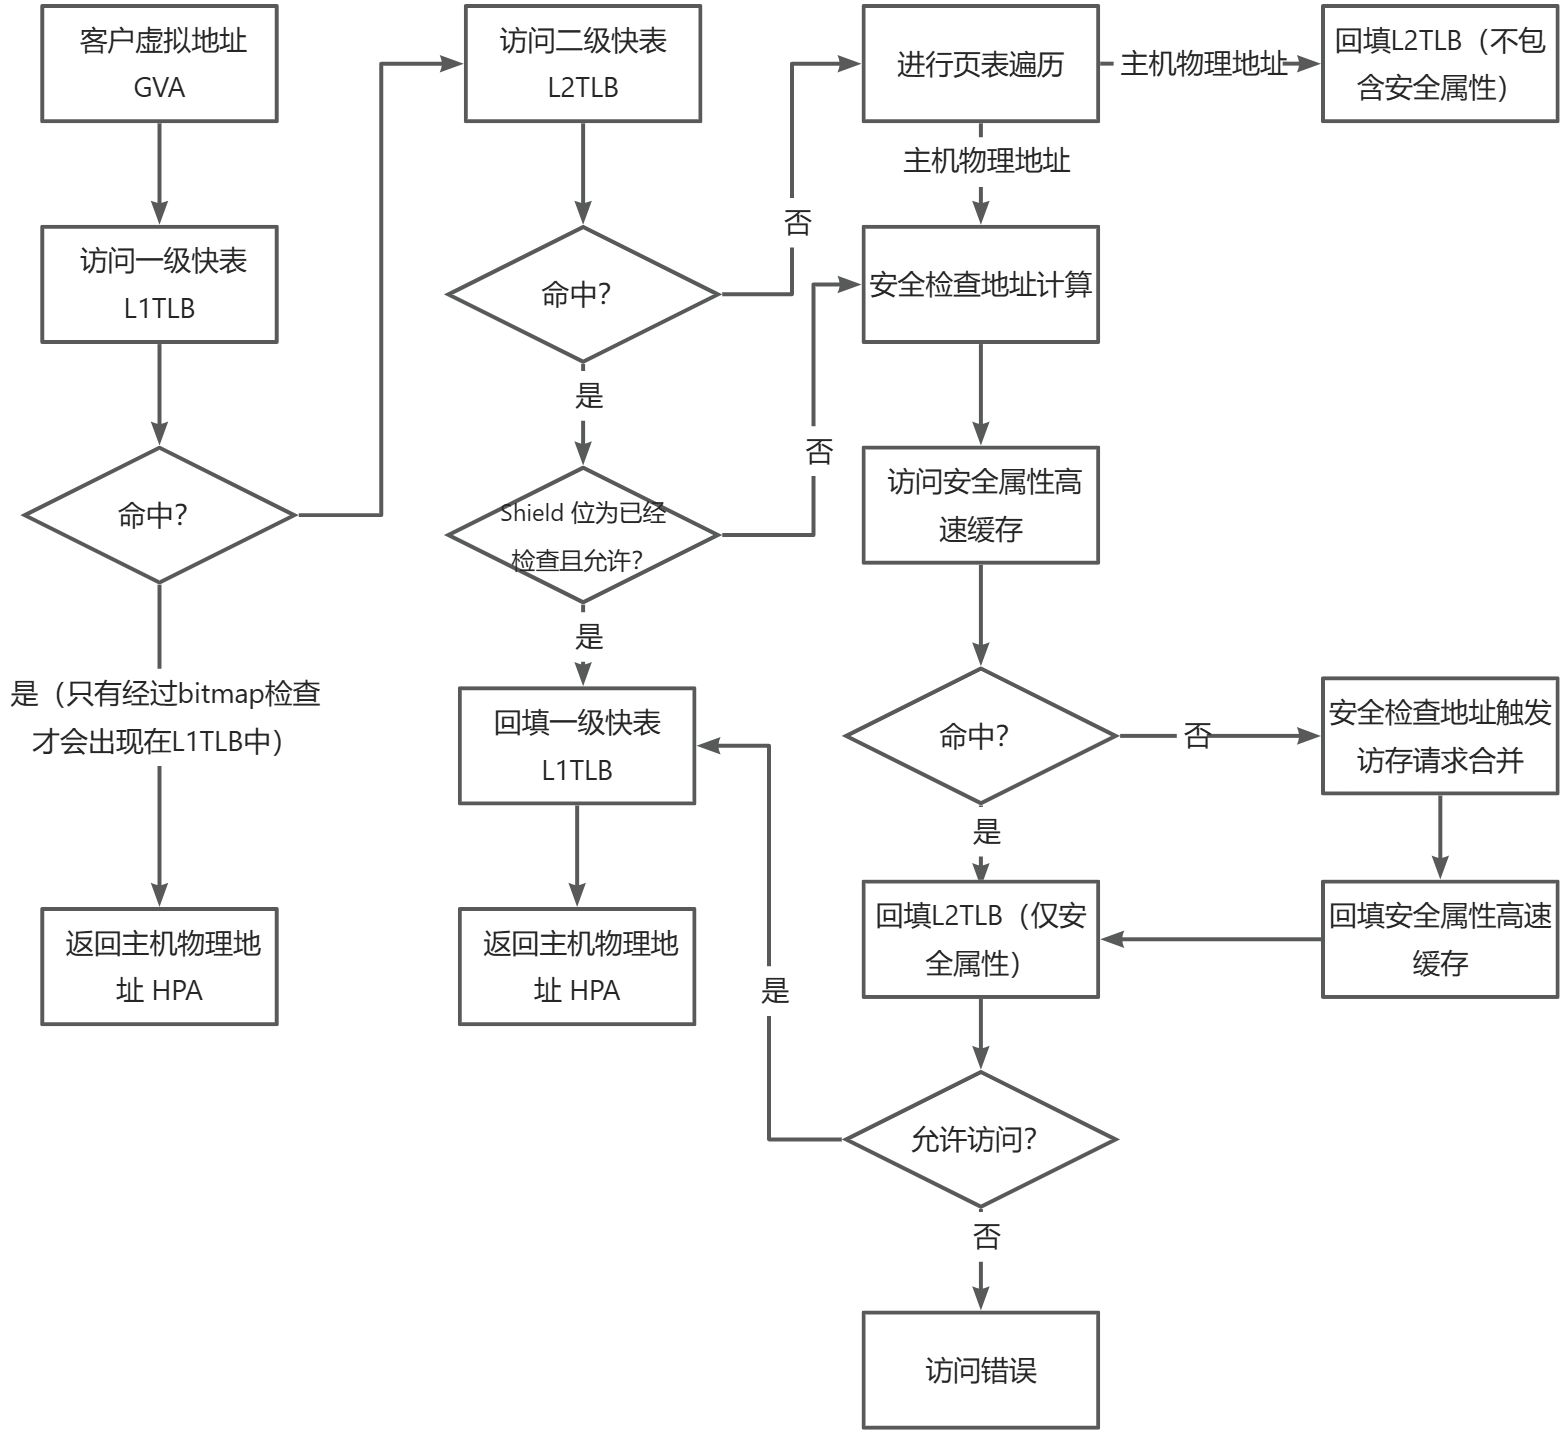 客户虚拟地址
GVA
访问一级快表
L1TLB
命中?
是（只有经过bitmap检查
才会出现在L1TLB中）
返回主机物理地
址 HPA
访问二级快表
L2TLB
命中?
是
否
Shield 位为已经
检查且允许?
是
否
回填一级快表
L1TLB
返回主机物理地
址 HPA
进行页表遍历
主机物理地址
回填L2TLB（不包
含安全属性）
主机物理地址
安全检查地址计算
访问安全属性高
速缓存
命中?
否
安全检查地址触发
访存请求合并
回填安全属性高速
缓存
是
回填L2TLB（仅安
全属性）
允许访问?
是
否
访问错误